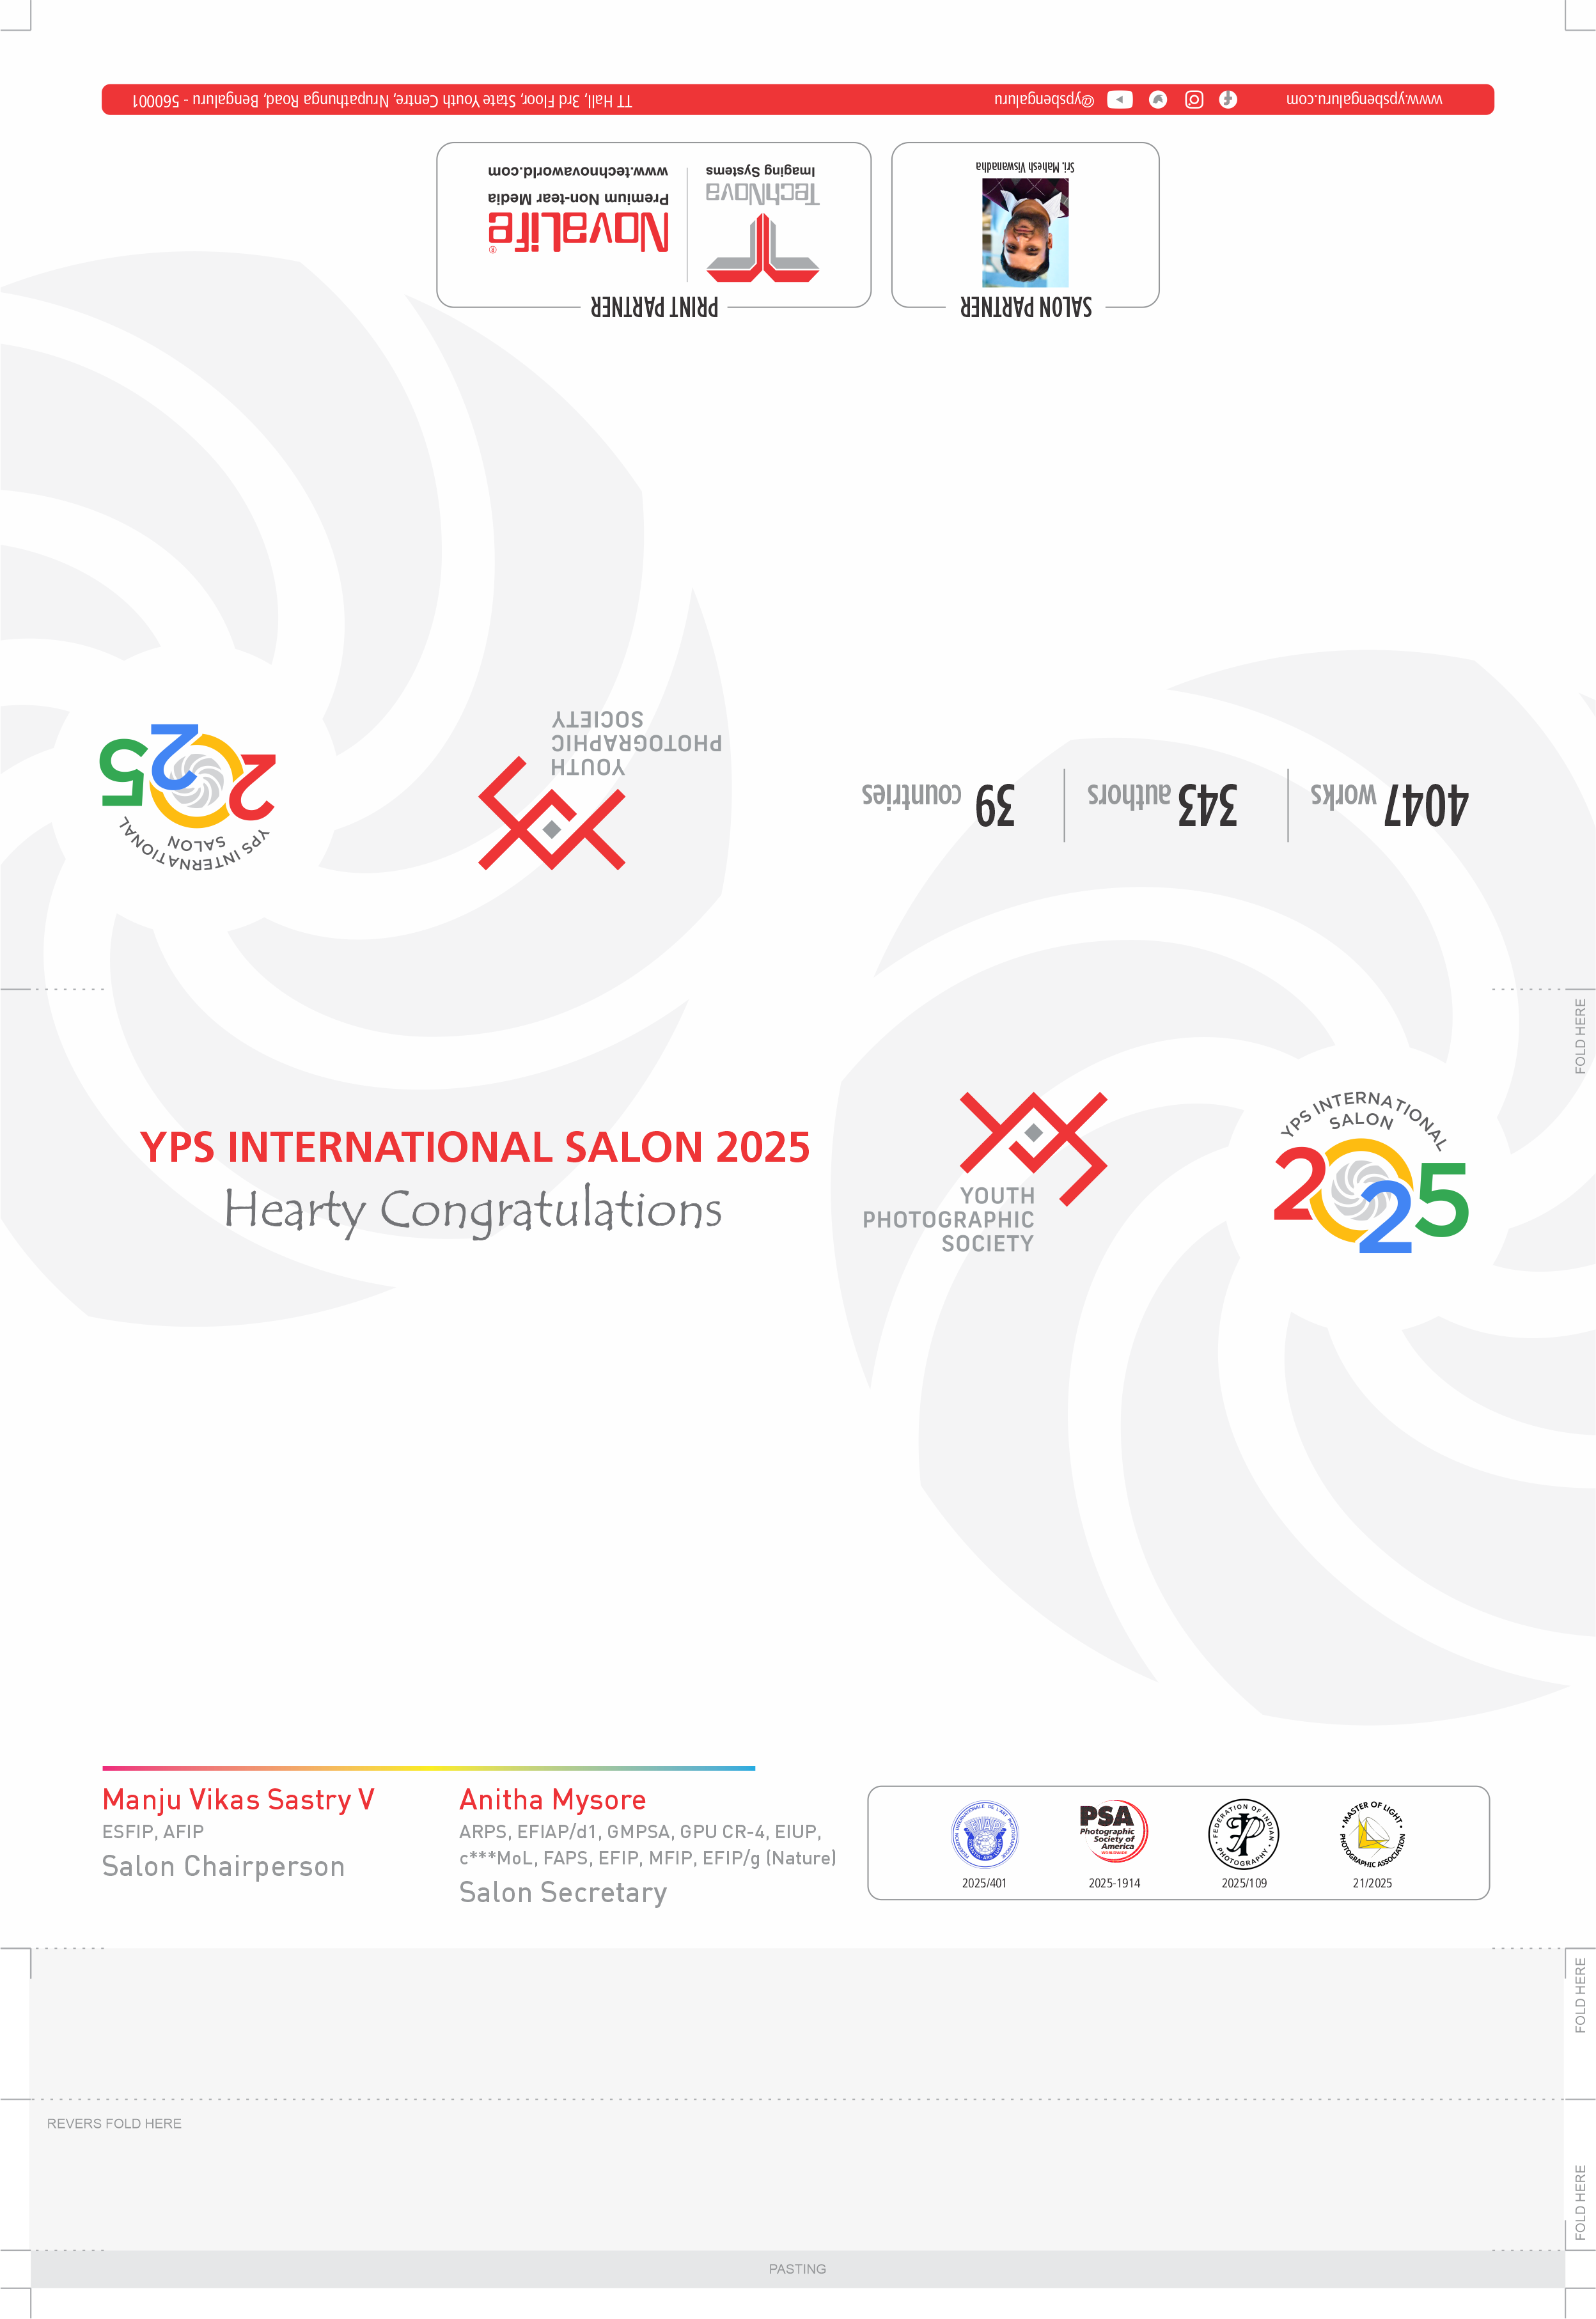 TT Hall, 3rd Floor, State Youth Centre, Nrupathunga Road, Bengaluru - 560001
@ypsbengaluru
www.ypsbengaluru.com
Sri. Mahesh Viswanadha
SALON PARTNER
www.technovaworld.com
Premium Non-tear Media
NovaLife®
Imaging Systems
TechNova
PRINT PARTNER
YOUTH
PHOTOGRAPHIC
SOCIETY
YPS INTERNATIONAL
SALON
2025
4047 works
343 authors
39 countries
FOLD HERE
YPS INTERNATIONAL SALON 2025
Hearty Congratulations
YOUTH
PHOTOGRAPHIC
SOCIETY
YPS INTERNATIONAL
SALON
2025
Manju Vikas Sastry V
ESFIP, AFIP
Salon Chairperson
Anitha Mysore
ARPS, EFIAP/d1, GMPSA, GPU CR-4, EIUP,
c***MoL, FAPS, EFIP, MFIP, EFIP/g (Nature)
Salon Secretary
FIAP
2025/401
PSA
Photographic
Society of
America
WORLDWIDE
2025-1914
FEDERATION OF INDIAN
PHOTOGRAPHY
2025/109
MASTER OF LIGHT
PHOTOGRAPHIC ASSOCIATION
21/2025
FOLD HERE
REVERS FOLD HERE
FOLD HERE
PASTING